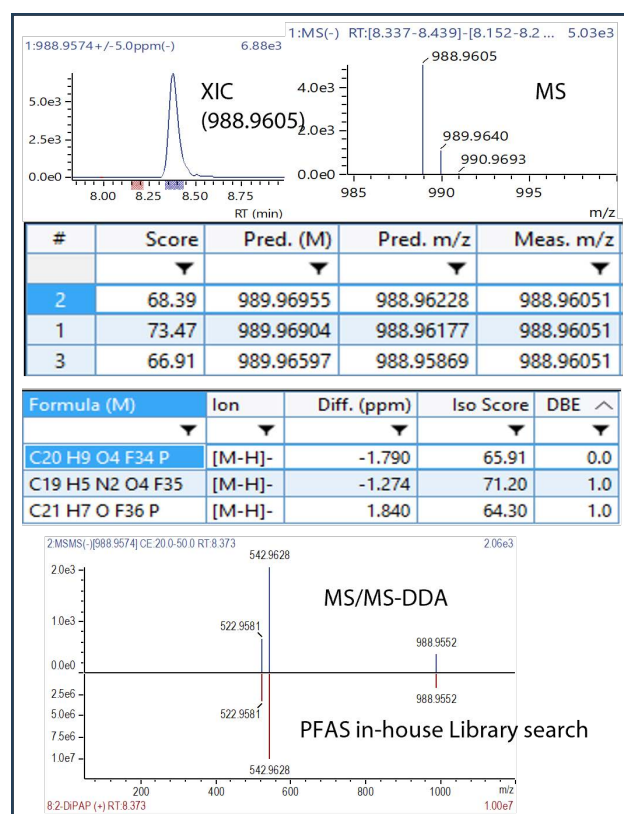 1:988.9574+/-5.0ppm(-) 6.88e3
XIC
(988.9605)
5.0e3
2.5e3
0.0e0
8.00 8.25 8.50 8.75
RT (min)
1:MS(-) RT:[8.337-8.439]-[8.152-8.2 ... 5.03e3
988.9605
MS
4.0e3
2.0e3
989.9640
990.9693
0.0e0
985 990 995
m/z
# Score Pred. (M) Pred. m/z Meas. m/z
2 68.39 989.96955 988.96228 988.96051
1 73.47 989.96904 988.96177 988.96051
3 66.91 989.96597 988.95869 988.96051
Formula (M) Ion Diff. (ppm) Iso Score DBE
C20 H9 O4 F34 P [M-H]- -1.790 65.91 0.0
C19 H5 N2 O4 F35 [M-H]- -1.274 71.20 1.0
C21 H7 O F36 P [M-H]- 1.840 64.30 1.0
2:MSMS(-)[988.9574] CE:20.0-50.0 RT:8.373 2.06e3
542.9628
2.0e3
MS/MS-DDA
1.0e3
522.9581
988.9552
0.0e0
2.5e6
988.9552
5.0e6
522.9581
PFAS in-house Library search
7.5e6
1.0e7
542.9628
200 400 600 800 1000 m/z
8:2-DiPAP (+) RT:8.373 1.00e7